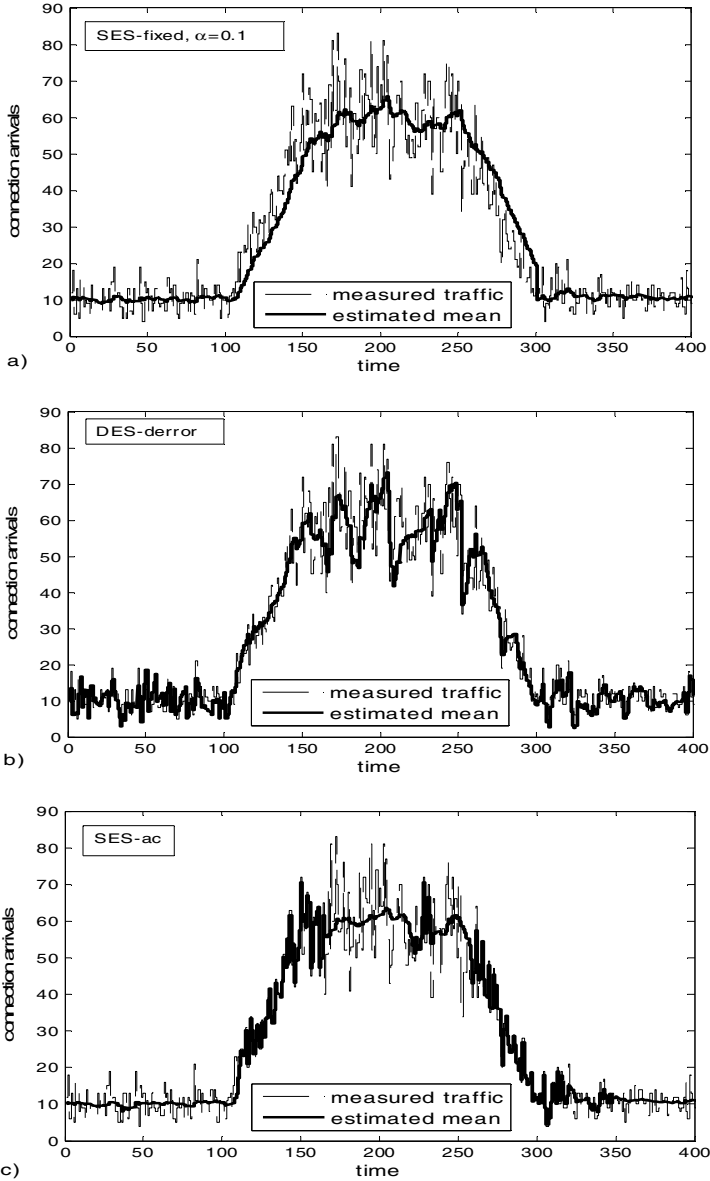 SES-fixed, α=0.1
90
80
70
60
50
40
30
20
10
0
connection arrivals
measured traffic
estimated mean
0 50 100 150 200 250 300 350 400
time
a)
DES-derror
90
80
70
60
50
40
30
20
10
0
connection arrivals
measured traffic
estimated mean
0 50 100 150 200 250 300 350 400
time
b)
SES-ac
90
80
70
60
50
40
30
20
10
0
connection arrivals
measured traffic
estimated mean
0 50 100 150 200 250 300 350 400
time
c)